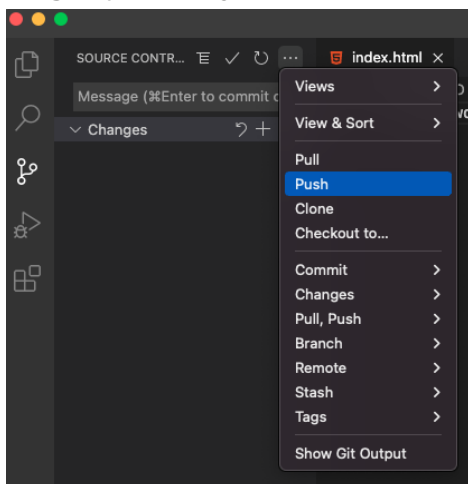 SOURCE CONTR...
index.html
Message (⌘Enter to commit
Changes
Views
View & Sort
Pull
Push
Clone
Checkout to...
Commit
Changes
Pull, Push
Branch
Remote
Stash
Tags
Show Git Output